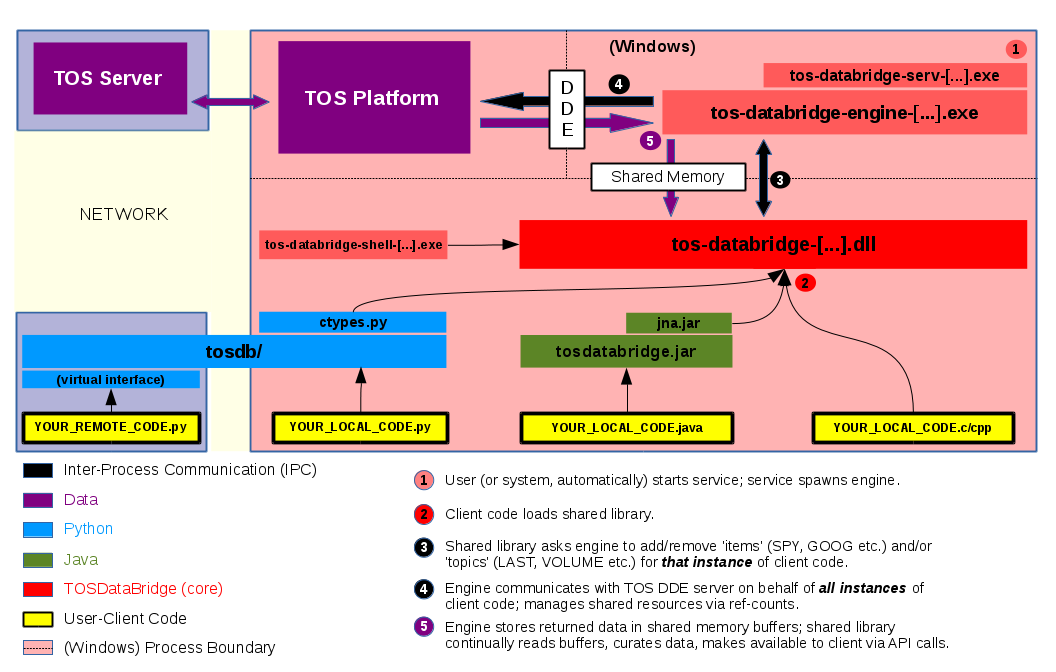 (Windows)
1
TOS Server
TOS Platform
D
D
E
4
5
tos-databridge-serv-[...].exe
tos-databridge-engine-[...].exe
Shared Memory
3
NETWORK
tos-databridge-shell-[...].exe
tos-databridge-[...].dll
2
ctypes.py
jna.jar
tosdb/
tosdatabridge.jar
(virtual interface)
YOUR_REMOTE_CODE.py
YOUR_LOCAL_CODE.py
YOUR_LOCAL_CODE.java
YOUR_LOCAL_CODE.c/cpp
Inter-Process Communication (IPC)
Data
Python
Java
TOSDataBridge (core)
User-Client Code
(Windows) Process Boundary
1 User (or system, automatically) starts service; service spawns engine.
2 Client code loads shared library.
3 Shared library asks engine to add/remove 'items' (SPY, GOOG etc.) and/or
'topics' (LAST, VOLUME etc.) for that instance of client code.
4 Engine communicates with TOS DDE server on behalf of all instances of
client code; manages shared resources via ref-counts.
5 Engine stores returned data in shared memory buffers; shared library
continually reads buffers, curates data, makes available to client via API calls.